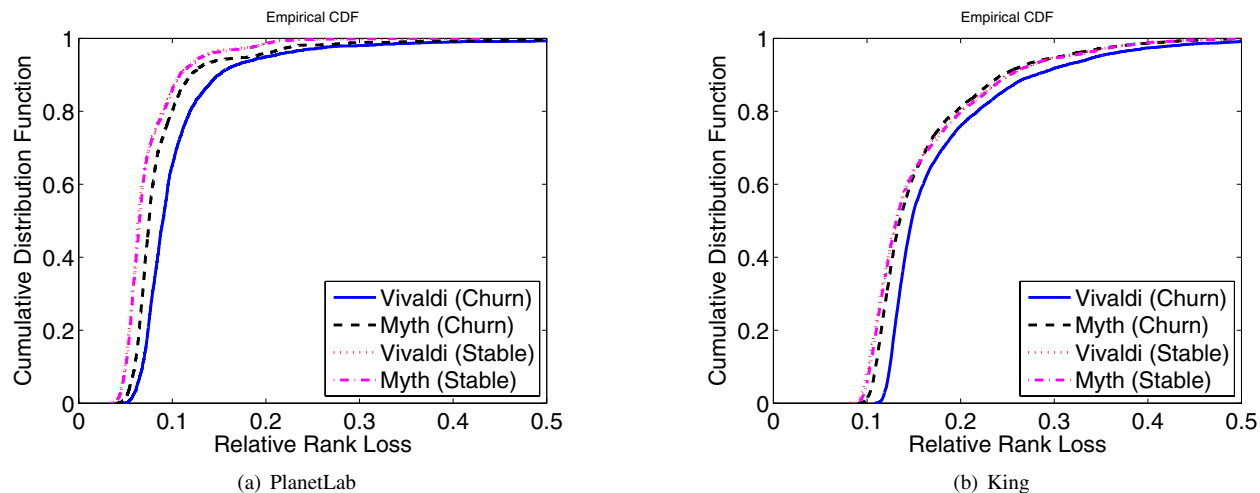 Empirical CDF
1
0.8
0.6
0.4
0.2
0
Cumulative Distribution Function
Vivaldi (Churn)
Myth (Churn)
Vivaldi (Stable)
Myth (Stable)
0 0.1 0.2 0.3 0.4 0.5
Relative Rank Loss
(a) PlanetLab
Empirical CDF
1
0.8
0.6
0.4
0.2
0
Cumulative Distribution Function
Vivaldi (Churn)
Myth (Churn)
Vivaldi (Stable)
Myth (Stable)
0 0.1 0.2 0.3 0.4 0.5
Relative Rank Loss
(b) King